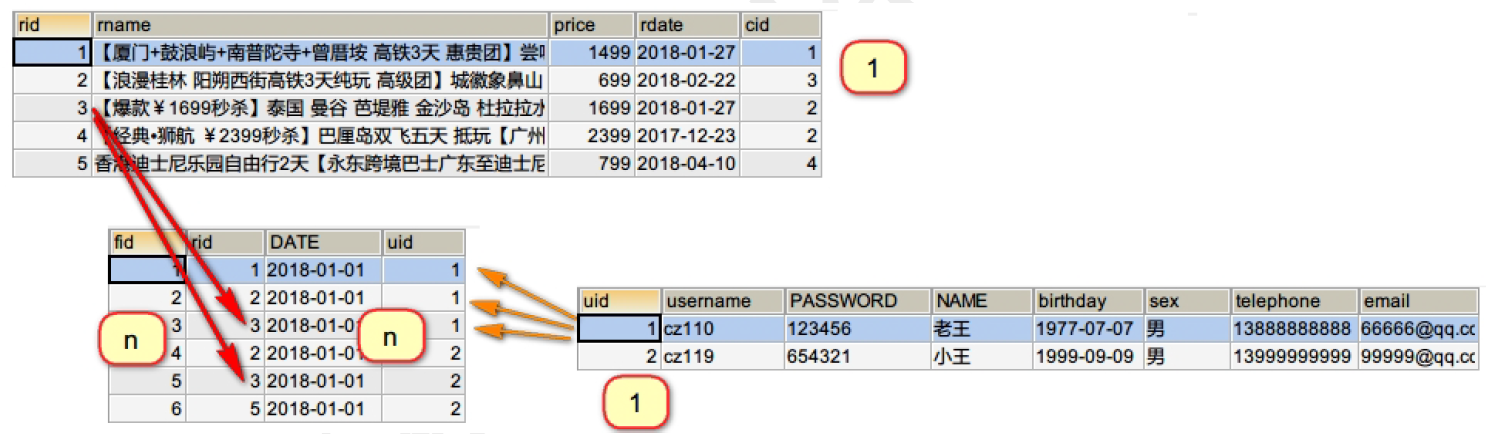 rid rname price rdate cid
1 【厦门+鼓浪屿+南普陀寺+曾厝垵 高铁3天 惠贵团】尝 1499 2018-01-27 1
1
2 【浪漫桂林 阳朔西街高铁3天纯玩 高级团】城徽象鼻山 699 2018-02-22 3
3 【爆款￥1699秒杀】泰国 曼谷 芭堤雅 金沙岛 杜拉拉水 1699 2018-01-27 2
4 【经典•狮航 ￥2399秒杀】巴厘岛双飞五天 抵玩【广州 2399 2017-12-23 2
5 香港迪士尼乐园自由行2天【永东跨境巴士广东至迪士尼 799 2018-04-10 4
fid rid DATE uid
1 1 2018-01-01 1
2 2 2018-01-01 1
3 3 2018-01-01 1
4 2 2018-01-01 2
5 3 2018-01-01 2
6 5 2018-01-01 2
n
n
uid username PASSWORD NAME birthday sex telephone email
1 cz110 123456 老王 1977-07-07 男 13888888888 66666@qq.cc
2 cz119 654321 小王 1999-09-09 男 13999999999 99999@qq.cc
1